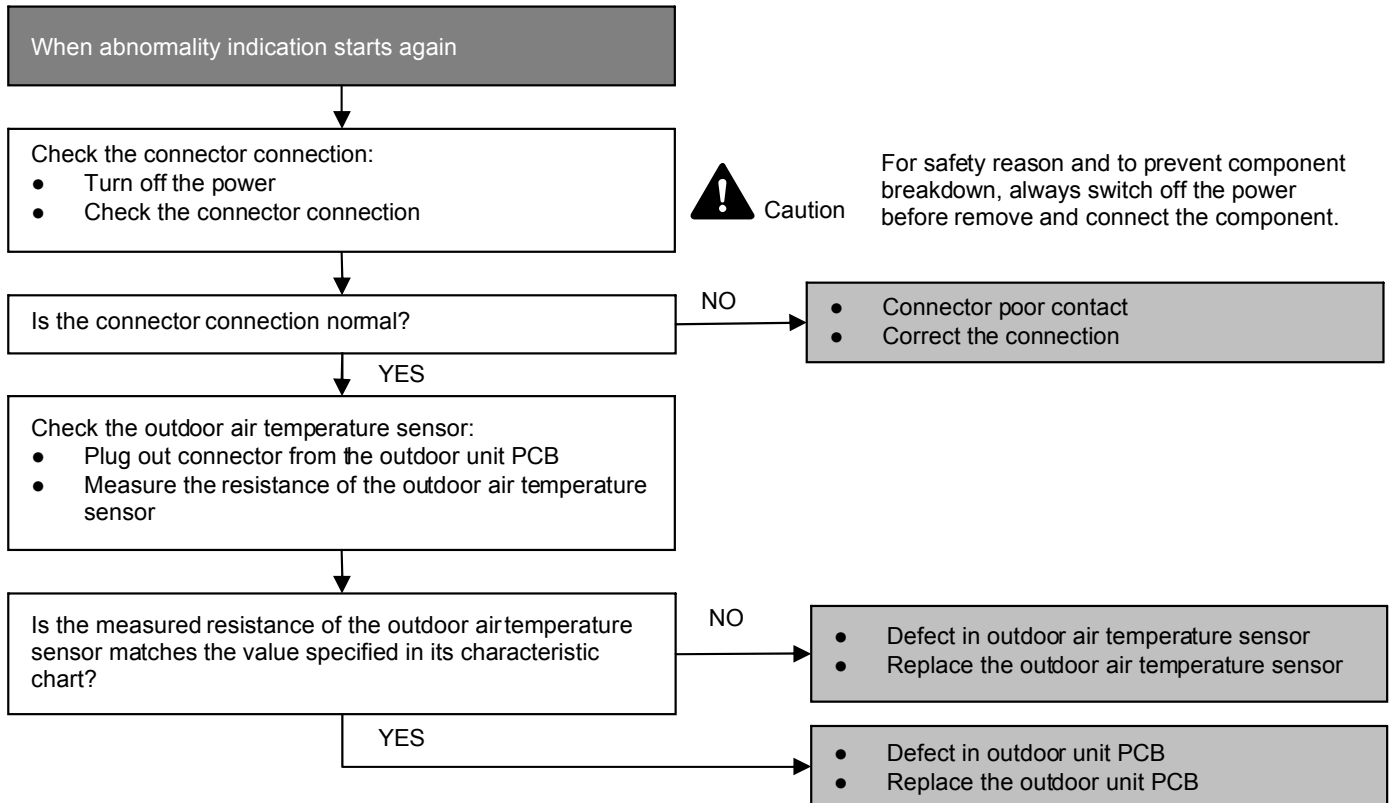 When abnormality indication starts again
Check the connector connection:
● Turn off the power
● Check the connector connection
Caution
For safety reason and to prevent component
breakdown, always switch off the power
before remove and connect the component.
Is the connector connection normal?
NO
● Connector poor contact
● Correct the connection
YES
Check the outdoor air temperature sensor:
● Plug out connector from the outdoor unit PCB
● Measure the resistance of the outdoor air temperature
sensor
Is the measured resistance of the outdoor air temperature
sensor matches the value specified in its characteristic
chart?
NO
● Defect in outdoor air temperature sensor
● Replace the outdoor air temperature sensor
YES
● Defect in outdoor unit PCB
● Replace the outdoor unit PCB